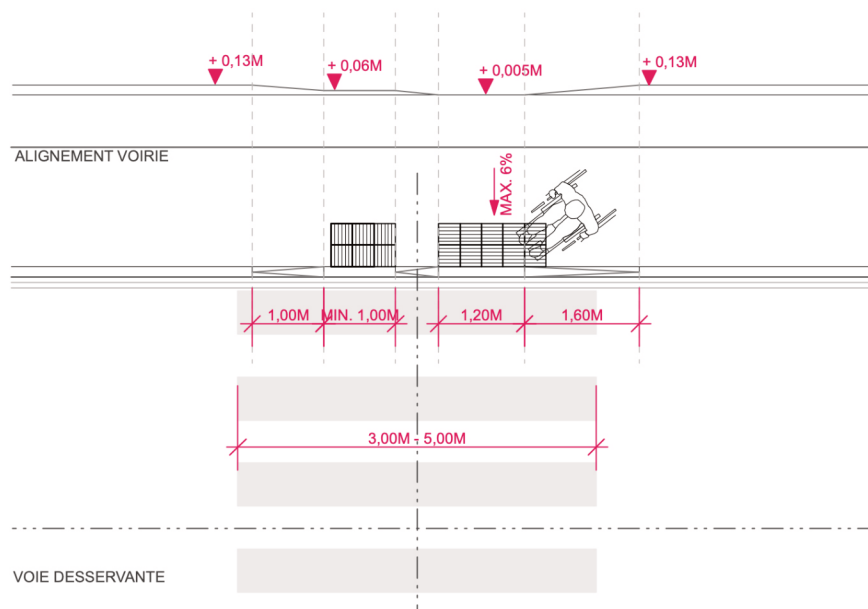 + 0,13M
+ 0,06M
+ 0,005M
+ 0,13M
ALIGNEMENT VOIRIE
MAX. 6%
1,00M
MIN. 1,00M
1,20M
1,60M
3,00M - 5,00M
VOIE DESSERVANTE